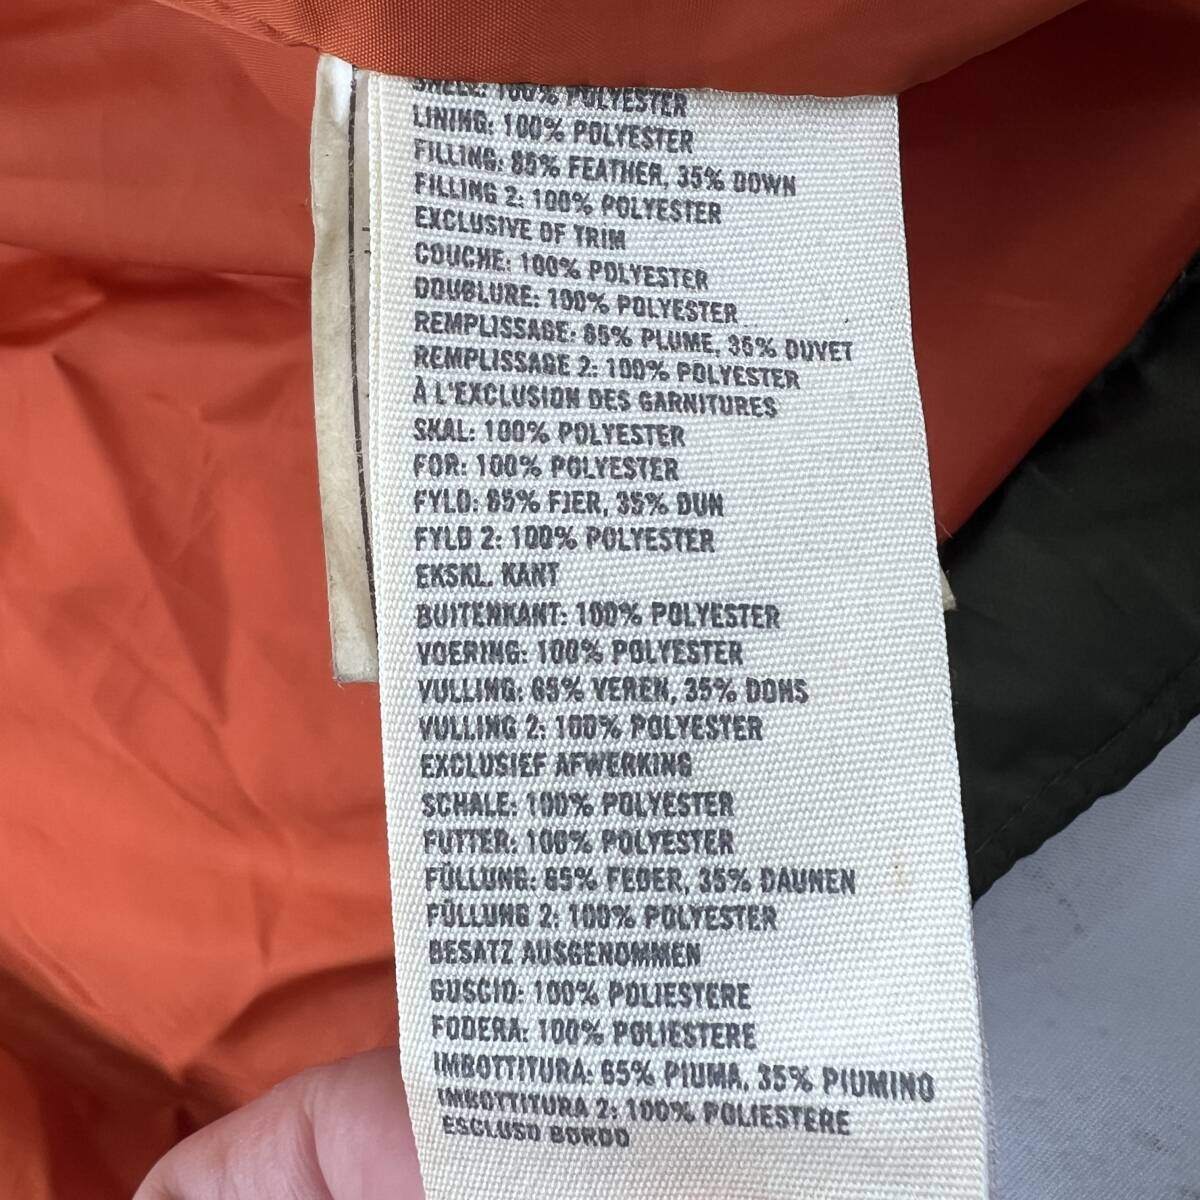 SHELL: 100% POLYESTER
LINING: 100% POLYESTER
FILLING: 65% FEATHER, 35% DOWN
FILLING 2: 100% POLYESTER
EXCLUSIVE OF TRIM
COUCHE: 100% POLYESTER
DOUBLURE: 100% POLYESTER
REMPLISSAGE: 65% PLUME, 35% DUVET
REMPLISSAGE 2: 100% POLYESTER
À L'EXCLUSION DES GARNITURES
SKAL: 100% POLYESTER
FOR: 100% POLYESTER
FYLD: 65% FJER, 35% DUN
FYLD 2: 100% POLYESTER
EKSKL. KANT
BUITENKANT: 100% POLYESTER
VOERING: 100% POLYESTER
VULLING: 65% VEREN, 35% DONS
VULLING 2: 100% POLYESTER
EXCLUSIEF AFWERKING
SCHALE: 100% POLYESTER
FUTTER: 100% POLYESTER
FÜLLUNG: 65% FEDER, 35% DAUNEN
FÜLLUNG 2: 100% POLYESTER
BESATZ AUSGENOMMEN
GUSCIO: 100% POLIESTERE
FODERA: 100% POLIESTERE
IMBOTTITURA: 65% PIUMA, 35% PIUMINO
IMBOTTITURA 2: 100% POLIESTERE
ESCLUSO BORDO